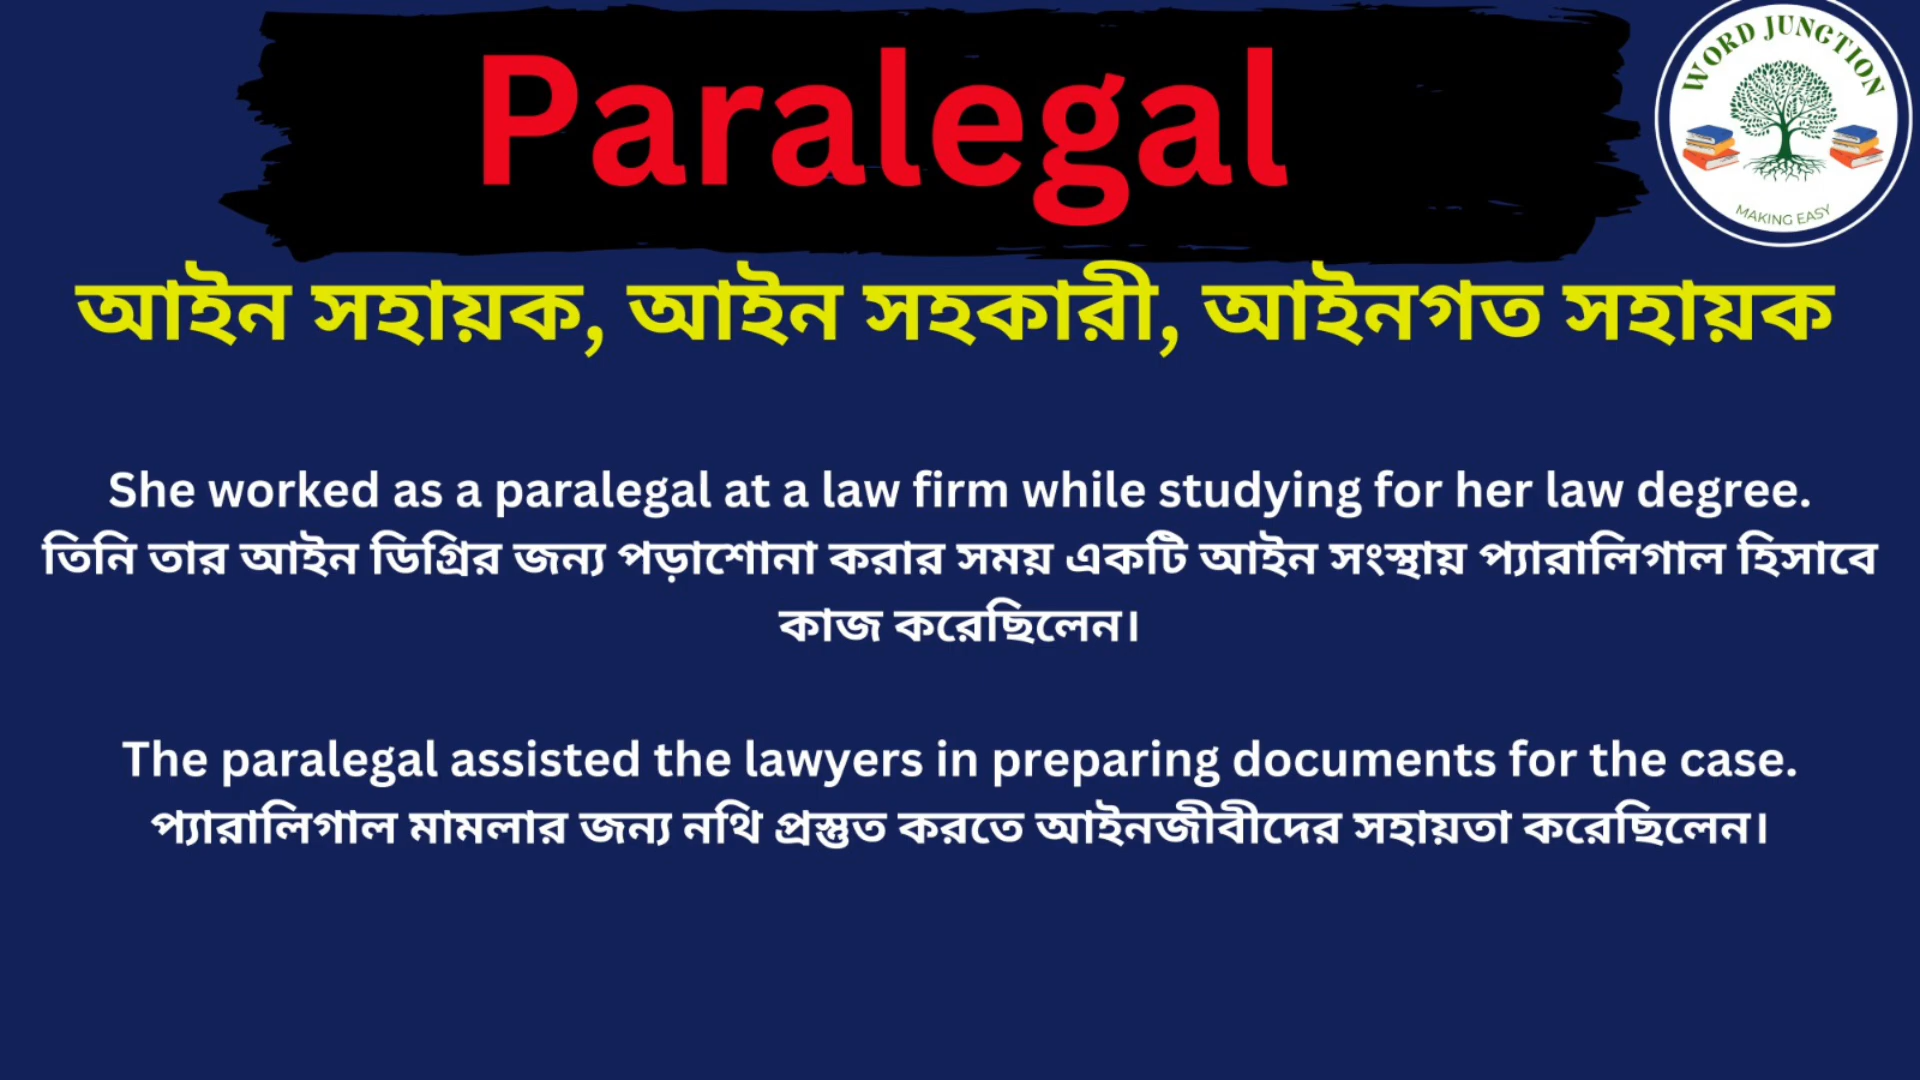 Paralegal
WORD JUNCTION
MAKING EASY
আইন সহায়ক, আইন সহকারী, আইনগত সহায়ক
She worked as a paralegal at a law firm while studying for her law degree.
তিনি তার আইন ডিগ্রির জন্য পড়াশোনা করার সময় একটি আইন সংস্থায় প্যারালিগাল হিসাবে
কাজ করেছিলেন।
The paralegal assisted the lawyers in preparing documents for the case.
প্যারালিগাল মামলার জন্য নথি প্রস্তুত করতে আইনজীবীদের সহায়তা করেছিলেন।